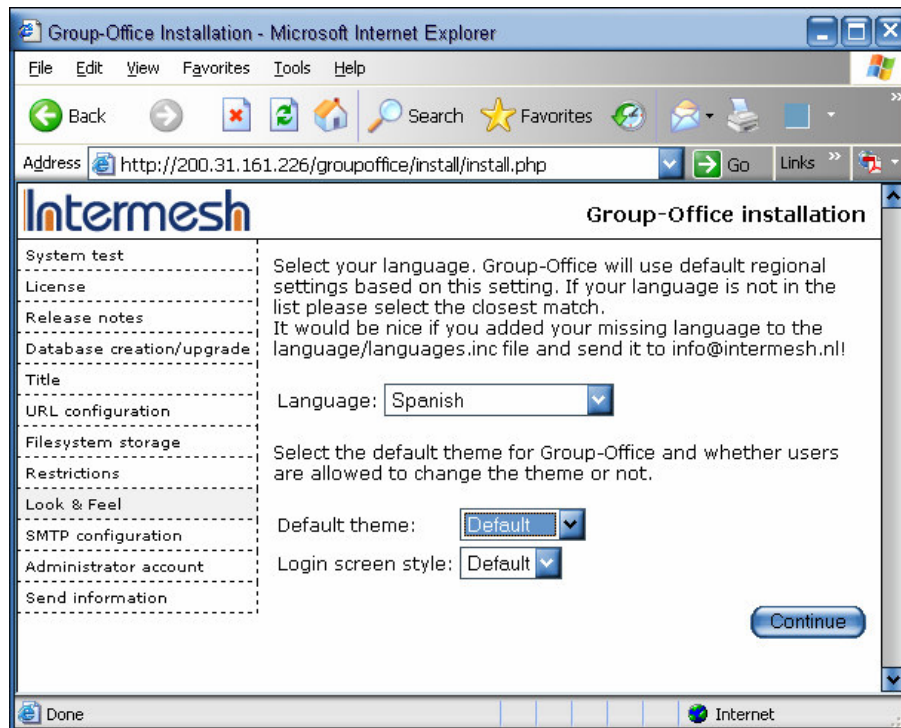 Group-Office Installation - Microsoft Internet Explorer
File Edit View Favorites Tools Help
Back Search Favorites
Address http://200.31.161.226/groupoffice/install/install.php Go Links
Intermesh
Group-Office installation
System test
License
Release notes
Database creation/upgrade
Title
URL configuration
Filesystem storage
Restrictions
Look & Feel
SMTP configuration
Administrator account
Send information
Select your language. Group-Office will use default regional
settings based on this setting. If your language is not in the
list please select the closest match.
It would be nice if you added your missing language to the
language/languages.inc file and send it to info@intermesh.nl!
Language: Spanish
Select the default theme for Group-Office and whether users
are allowed to change the theme or not.
Default theme: Default
Login screen style: Default
Continue
Done Internet